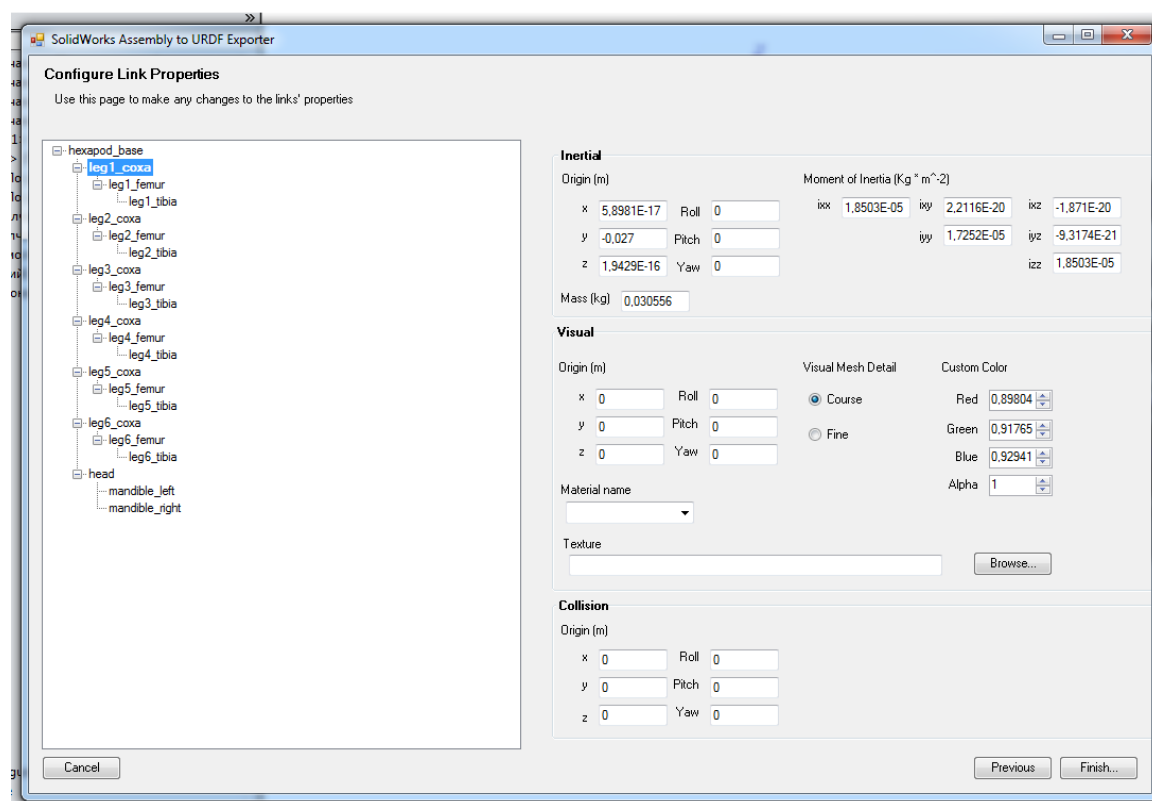 »
SolidWorks Assembly to URDF Exporter
Configure Link Properties
Use this page to make any changes to the links' properties
hexapod_base
leg1_coxa
leg1_femur
leg1_tibia
leg2_coxa
leg2_femur
leg2_tibia
leg3_coxa
leg3_femur
leg3_tibia
leg4_coxa
leg4_femur
leg4_tibia
leg5_coxa
leg5_femur
leg5_tibia
leg6_coxa
leg6_femur
leg6_tibia
head
mandible_left
mandible_right
Inertial
Origin (m) Moment of Inertia (Kg * m^-2)
x 5,8981E-17 Roll 0 ixx 1,8503E-05 ixy 2,2116E-20 ixz -1,871E-20
y -0,027 Pitch 0 iyy 1,7252E-05 iyz -9,3174E-21
z 1,9429E-16 Yaw 0 izz 1,8503E-05
Mass (kg) 0,030556
Visual
Origin (m) Visual Mesh Detail Custom Color
x 0 Roll 0 Course Red 0,89804
y 0 Pitch 0 Fine Green 0,91765
z 0 Yaw 0 Blue 0,92941
Material name Alpha 1
Texture
Browse...
Collision
Origin (m)
x 0 Roll 0
y 0 Pitch 0
z 0 Yaw 0
Cancel Previous Finish...